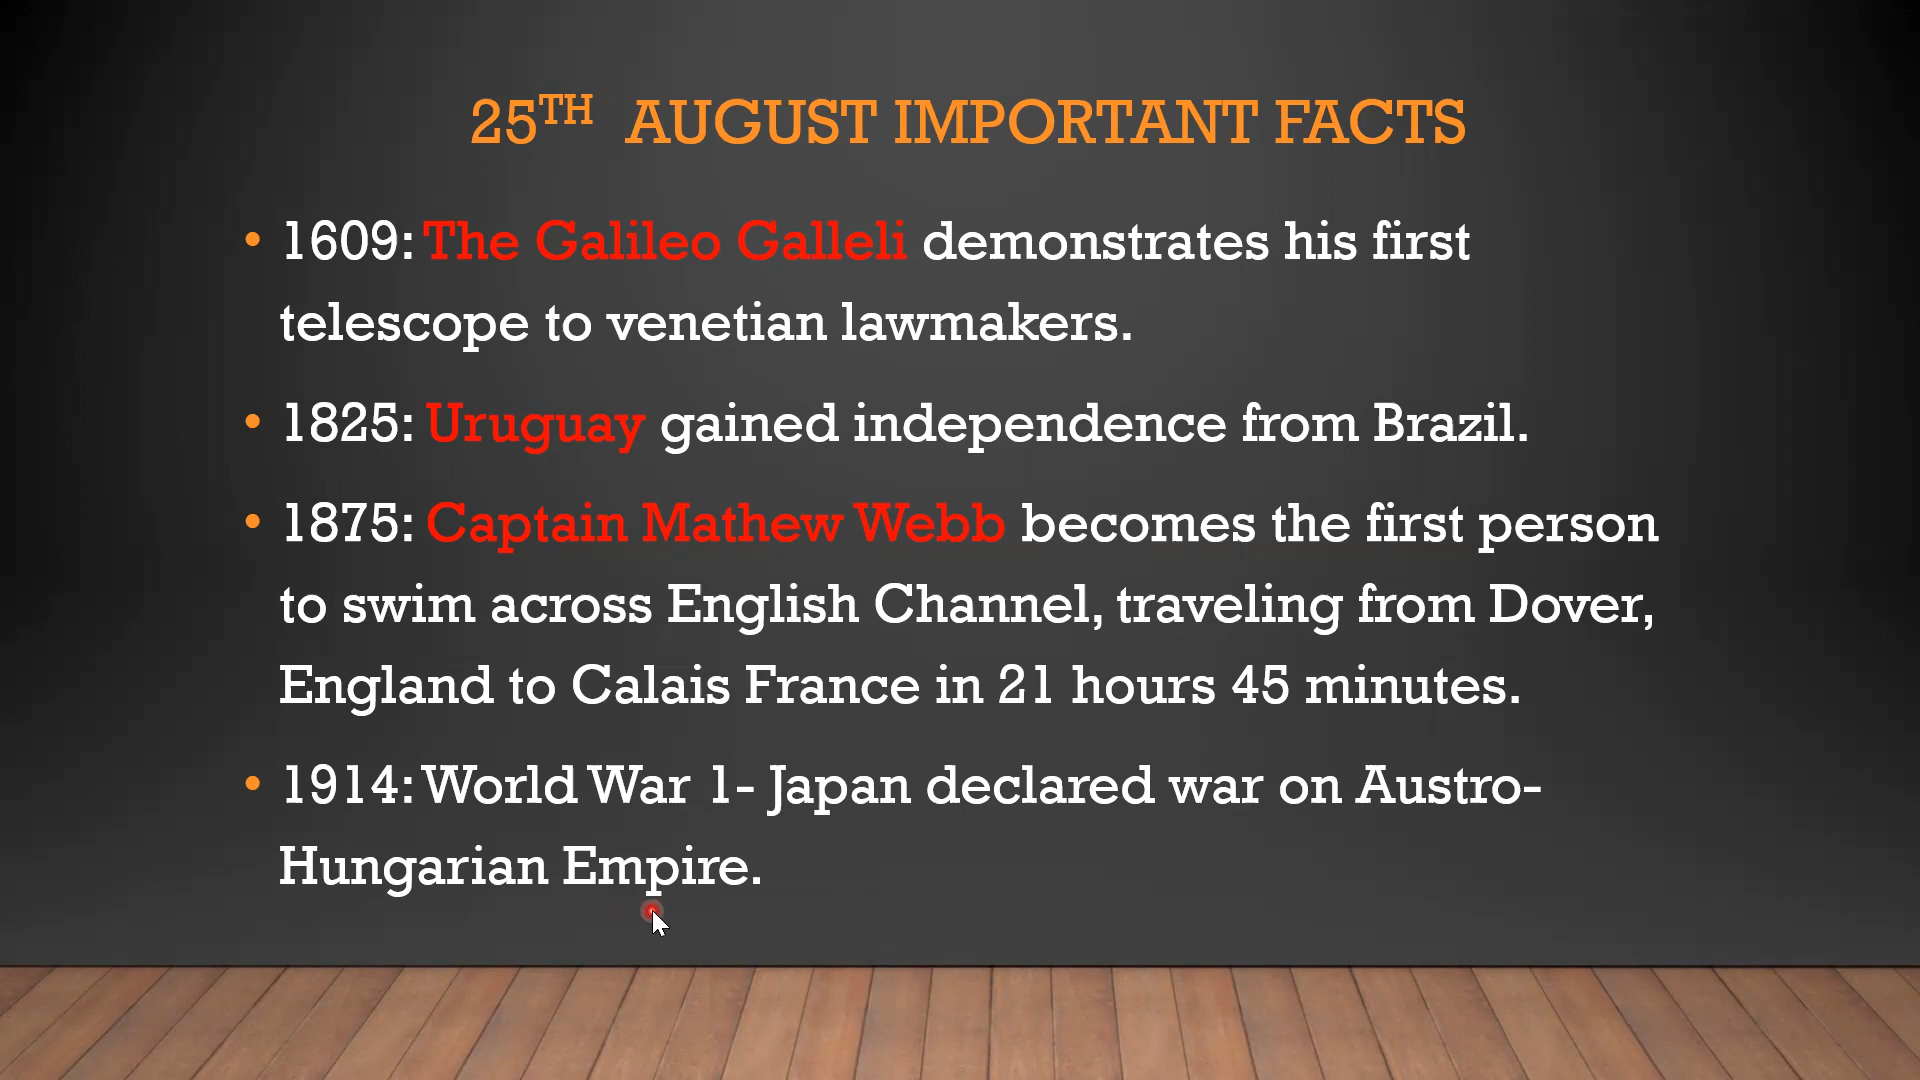 25TH AUGUST IMPORTANT FACTS
• 1609: The Galileo Galleli demonstrates his first
telescope to venetian lawmakers.
• 1825: Uruguay gained independence from Brazil.
• 1875: Captain Mathew Webb becomes the first person
to swim across English Channel, traveling from Dover,
England to Calais France in 21 hours 45 minutes.
• 1914: World War 1- Japan declared war on Austro-
Hungarian Empire.